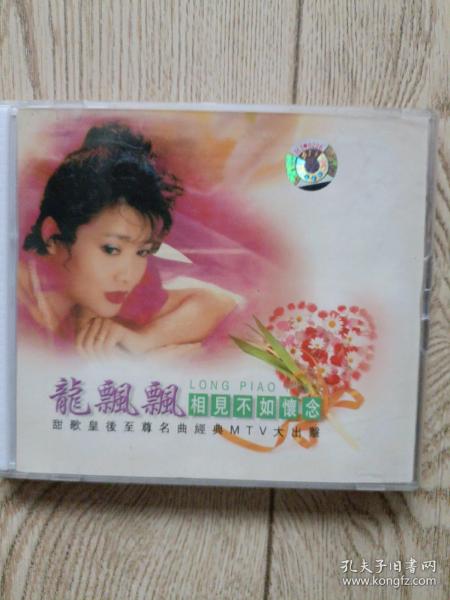 龍飄飄
LONG PIAO
相見不如懷念
甜歌皇後至尊名曲經典MTV大出擊
孔夫子旧书网
www.kongfz.com